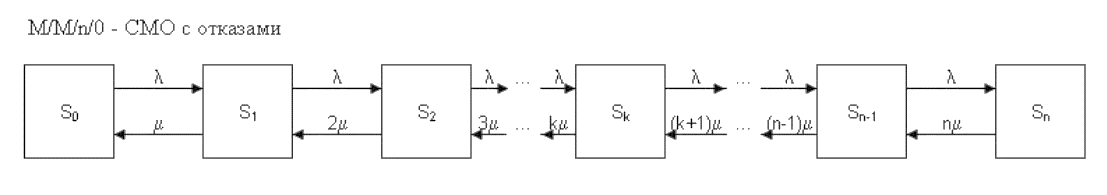 M/M/n/0 - СМО с отказами
λ λ λ ... λ λ ... λ λ
S₀ S₁ S₂ Sₖ Sₙ₋₁ Sₙ
μ 2μ 3μ ... kμ (k+1)μ ... (n-1)μ nμ